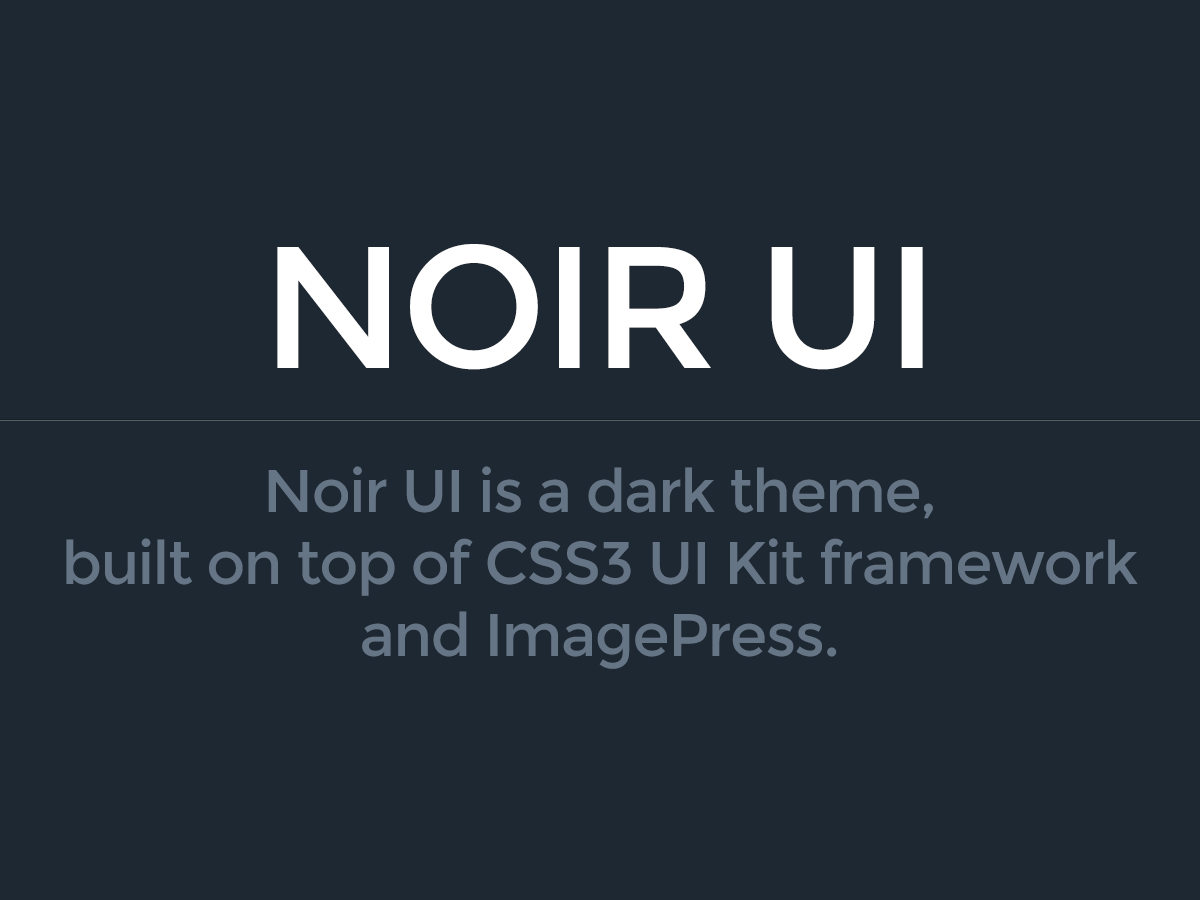 NOIR UI
Noir UI is a dark theme,
built on top of CSS3 UI Kit framework
and ImagePress.